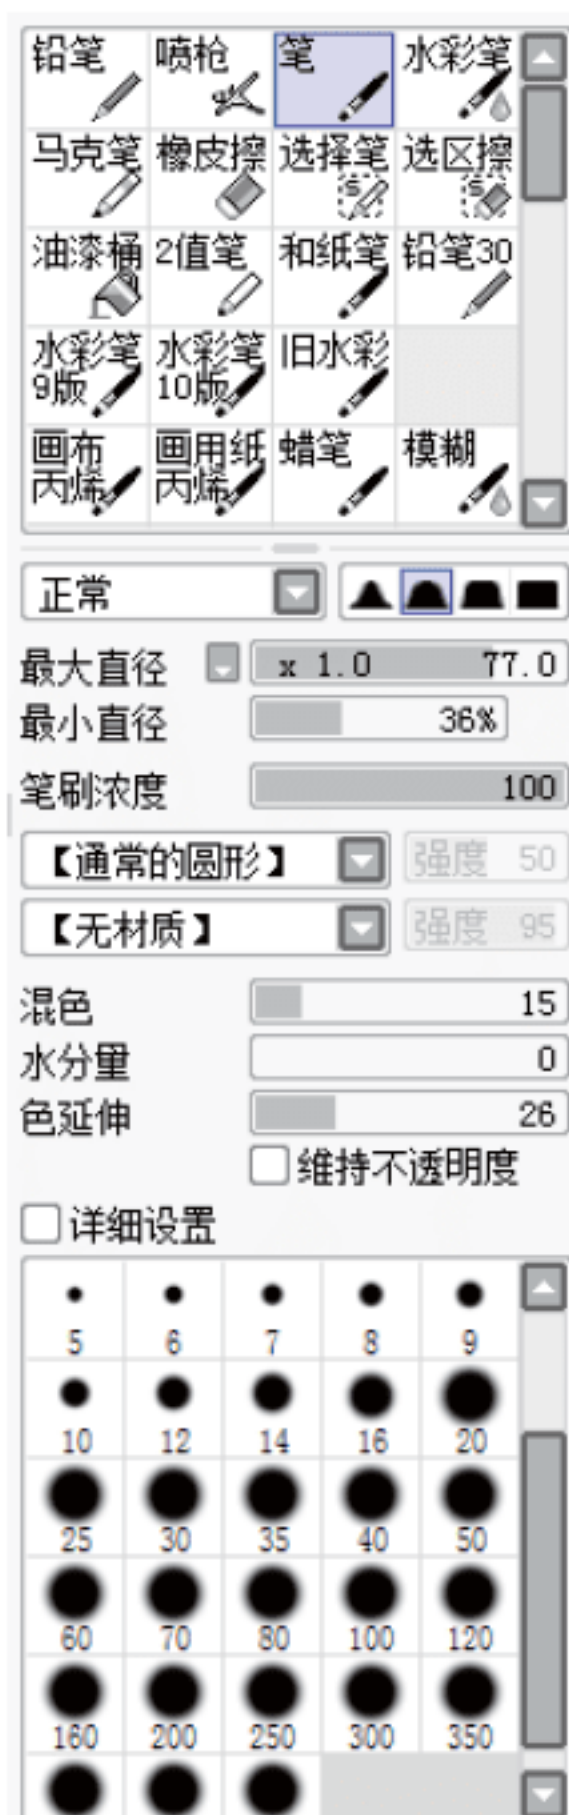 铅笔 喷枪 笔 水彩笔
马克笔 橡皮擦 选择笔 选区擦
油漆桶 2值笔 和纸笔 铅笔30
水彩笔 水彩笔 旧水彩
9版 10版
画布 画用纸 蜡笔 模糊
丙烯 丙烯
正常
最大直径 x 1.0 77.0
最小直径 36%
笔刷浓度 100
【通常的圆形】 强度 50
【无材质】 强度 95
混色 15
水分量 0
色延伸 26
维持不透明度
详细设置
5 6 7 8 9
10 12 14 16 20
25 30 35 40 50
60 70 80 100 120
160 200 250 300 350